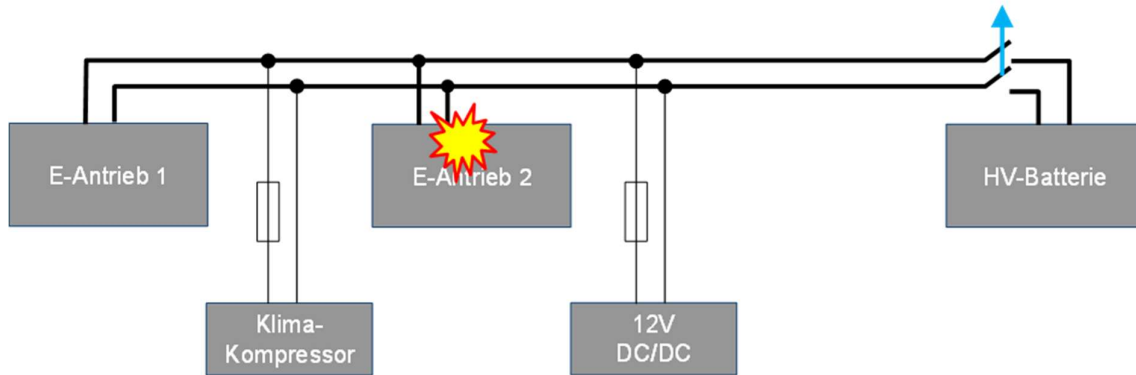 E-Antrieb 1
E-Antrieb 2
HV-Batterie
Klima-
Kompressor
12V
DC/DC